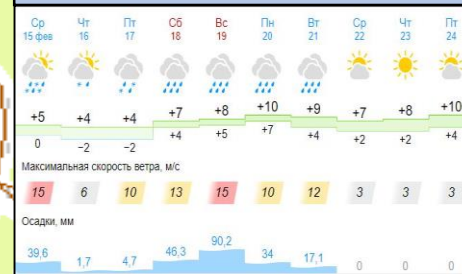 Ср Чт Пт Сб Вс Пн Вт Ср Чт Пт
15 фев 16 17 18 19 20 21 22 23 24
+5 +4 +4 +7 +8 +10 +9 +7 +8 +10
0 −2 −2 +4 +5 +7 +4 +2 +2 +4
Максимальная скорость ветра, м/с
15 6 10 13 15 10 12 3 3 3
Осадки, мм
39,6 1,7 4,7 46,3 90,2 34 17,1 0 0 0